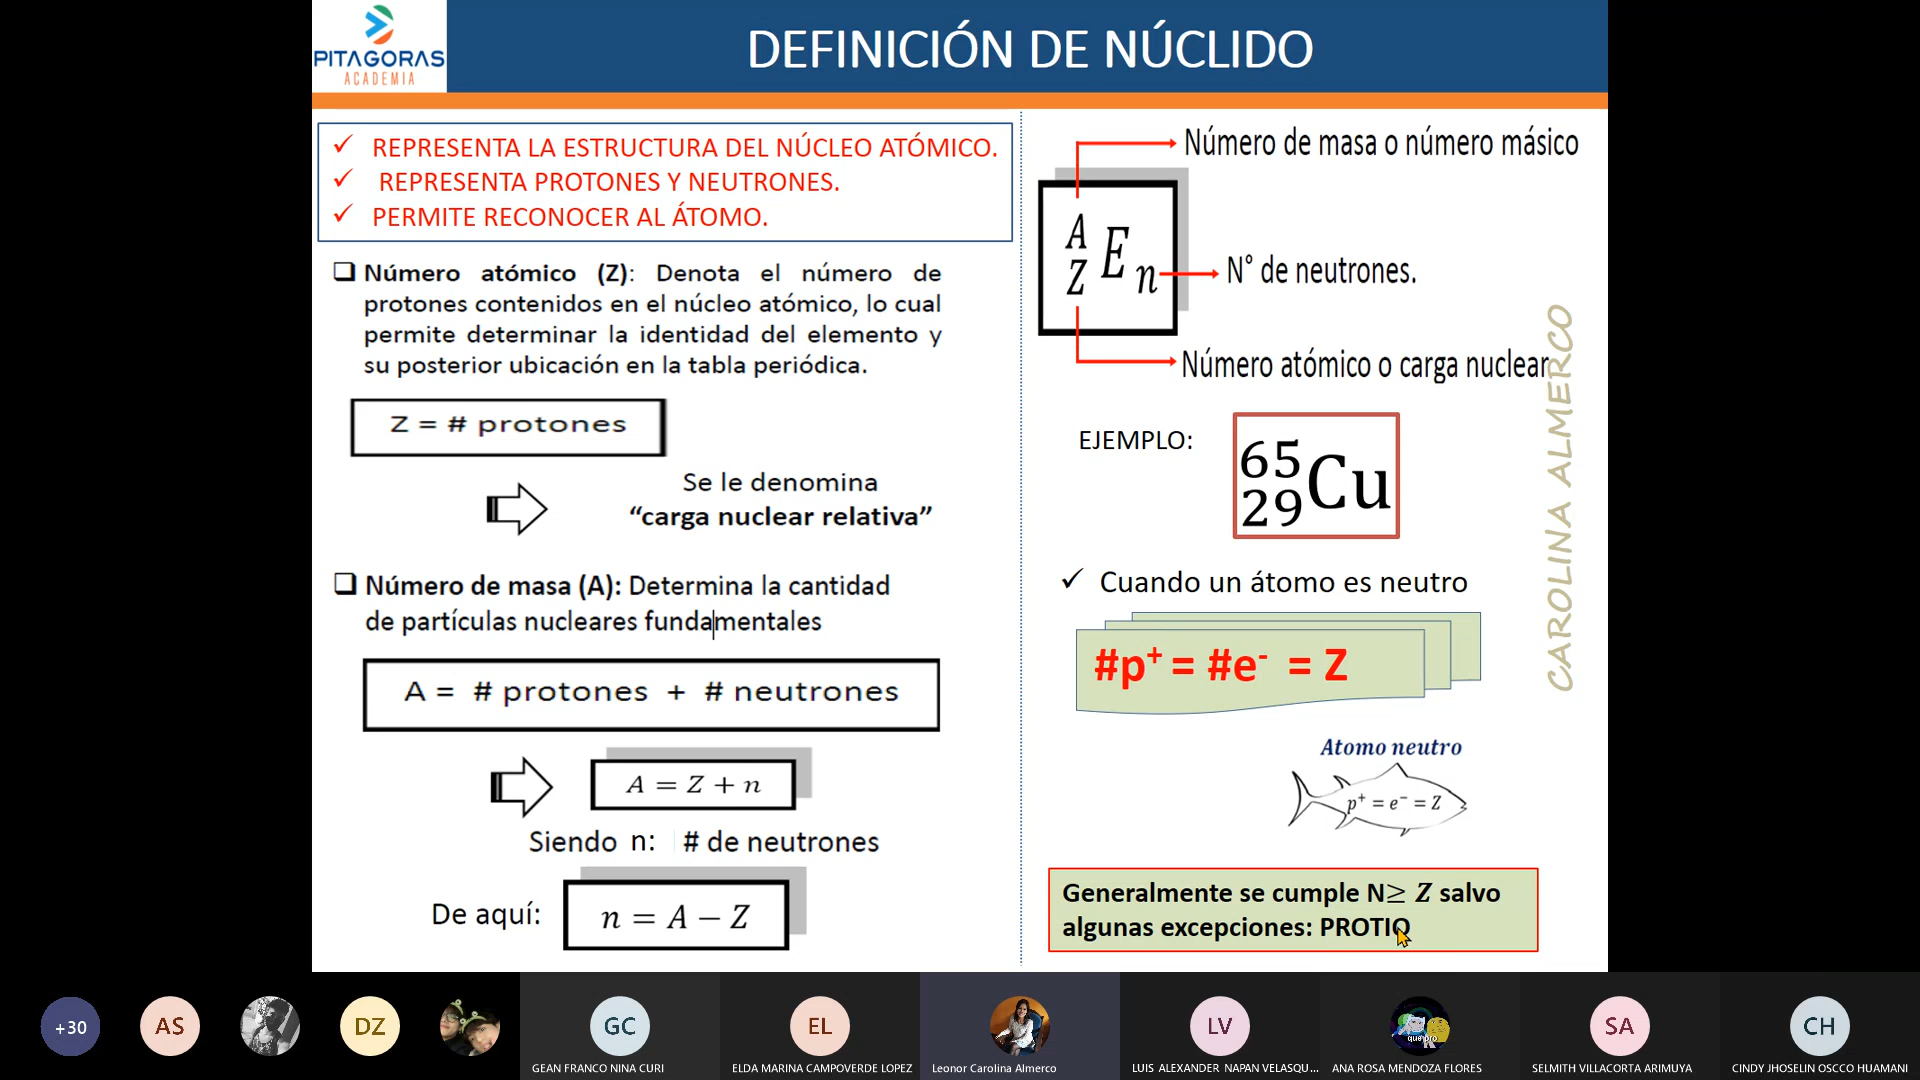 PITAGORAS
ACADEMIA
DEFINICIÓN DE NÚCLIDO
✓ REPRESENTA LA ESTRUCTURA DEL NÚCLEO ATÓMICO.
✓ REPRESENTA PROTONES Y NEUTRONES.
✓ PERMITE RECONOCER AL ÁTOMO.
❑ Número atómico (Z): Denota el número de
protones contenidos en el núcleo atómico, lo cual
permite determinar la identidad del elemento y
su posterior ubicación en la tabla periódica.
Z = # protones
Se le denomina
“carga nuclear relativa”
❑ Número de masa (A): Determina la cantidad
de partículas nucleares fundamentales
A = # protones + # neutrones
A = Z + n
Siendo n: # de neutrones
De aquí:
n = A − Z
Número de masa o número másico
A
Z E n
N° de neutrones.
Número atómico o carga nuclear
EJEMPLO:
65
29 Cu
✓ Cuando un átomo es neutro
#p⁺ = #e⁻ = Z
Atomo neutro
p⁺ = e⁻ = Z
Generalmente se cumple N≥ Z salvo
algunas excepciones: PROTIO
CAROLINA ALMERCO
+30
AS
DZ
GC
EL
LV
que pro
SA
CH
GEAN FRANCO NINA CURI
ELDA MARINA CAMPOVERDE LOPEZ
Leonor Carolina Almerco
LUIS ALEXANDER NAPAN VELASQU...
ANA ROSA MENDOZA FLORES
SELMITH VILLACORTA ARIMUYA
CINDY JHOSELIN OSCCO HUAMANI